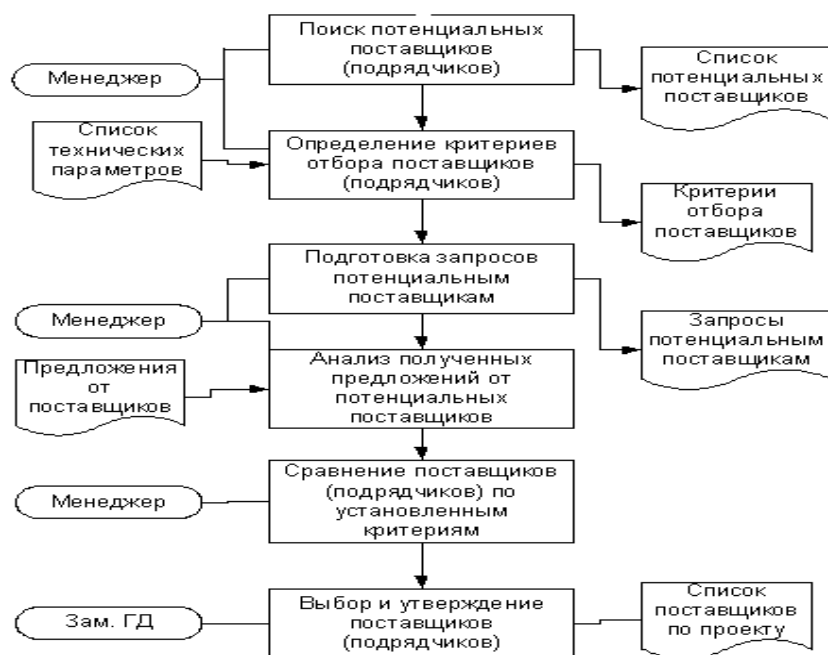 Поиск потенциальных
поставщиков
(подрядчиков)
Менеджер
Список
потенциальных
поставщиков
Список
технических
параметров
Определение критериев
отбора поставщиков
(подрядчиков)
Критерии
отбора
поставщиков
Подготовка запросов
потенциальным
поставщикам
Менеджер
Запросы
потенциальным
поставщикам
Предложения
от
поставщиков
Анализ полученных
предложений от
потенциальных
поставщиков
Менеджер
Сравнение поставщиков
(подрядчиков) по
установленным
критериям
Зам. ГД
Выбор и утверждение
поставщиков
(подрядчиков)
Список
поставщиков
по проекту